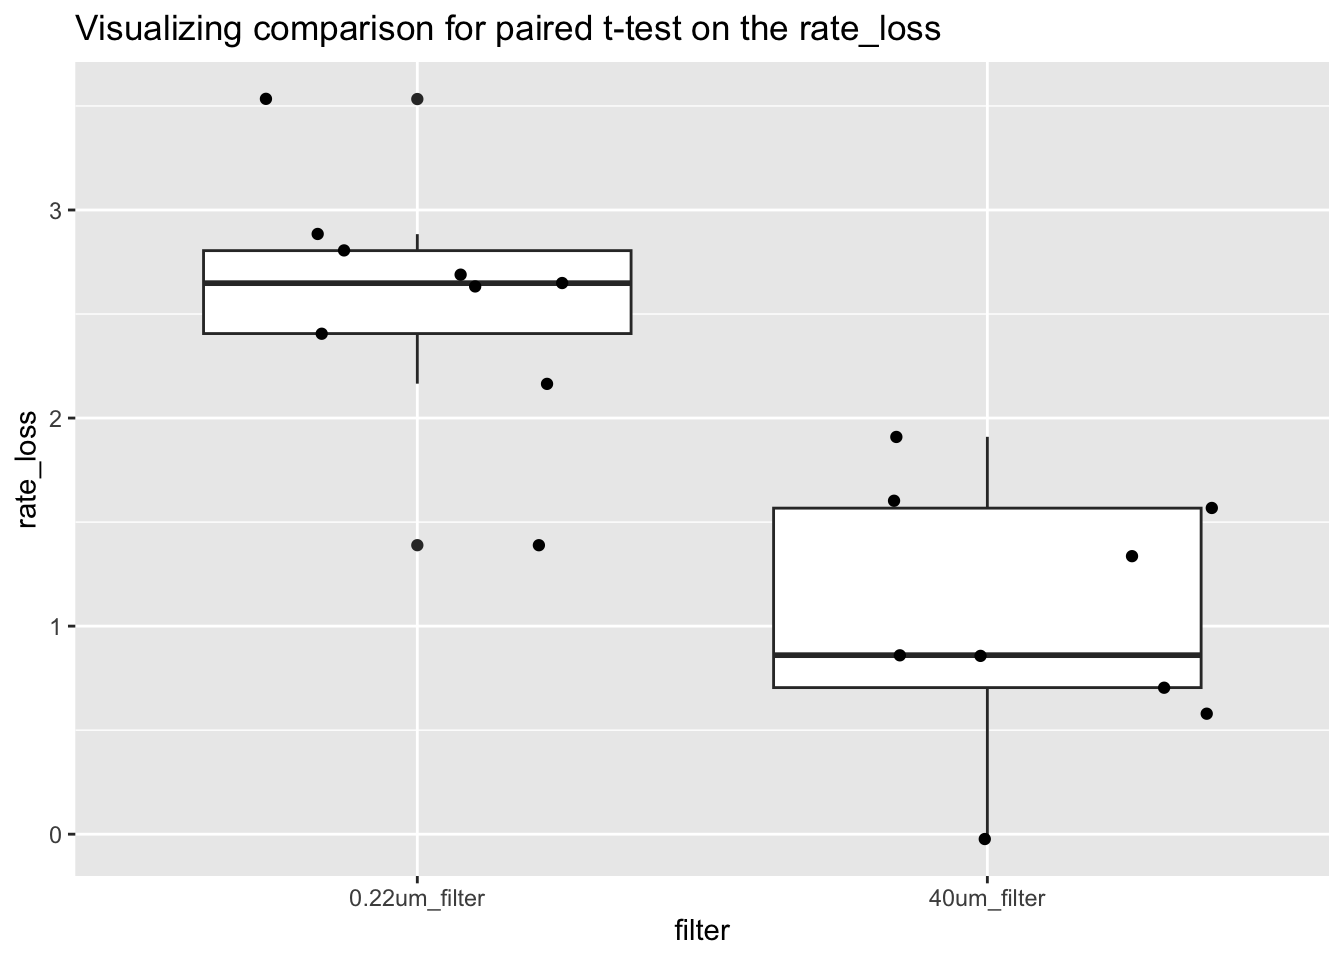 Visualizing comparison for paired t-test on the rate_loss
rate_loss
3
2
1
0
0.22um_filter
40um_filter
filter